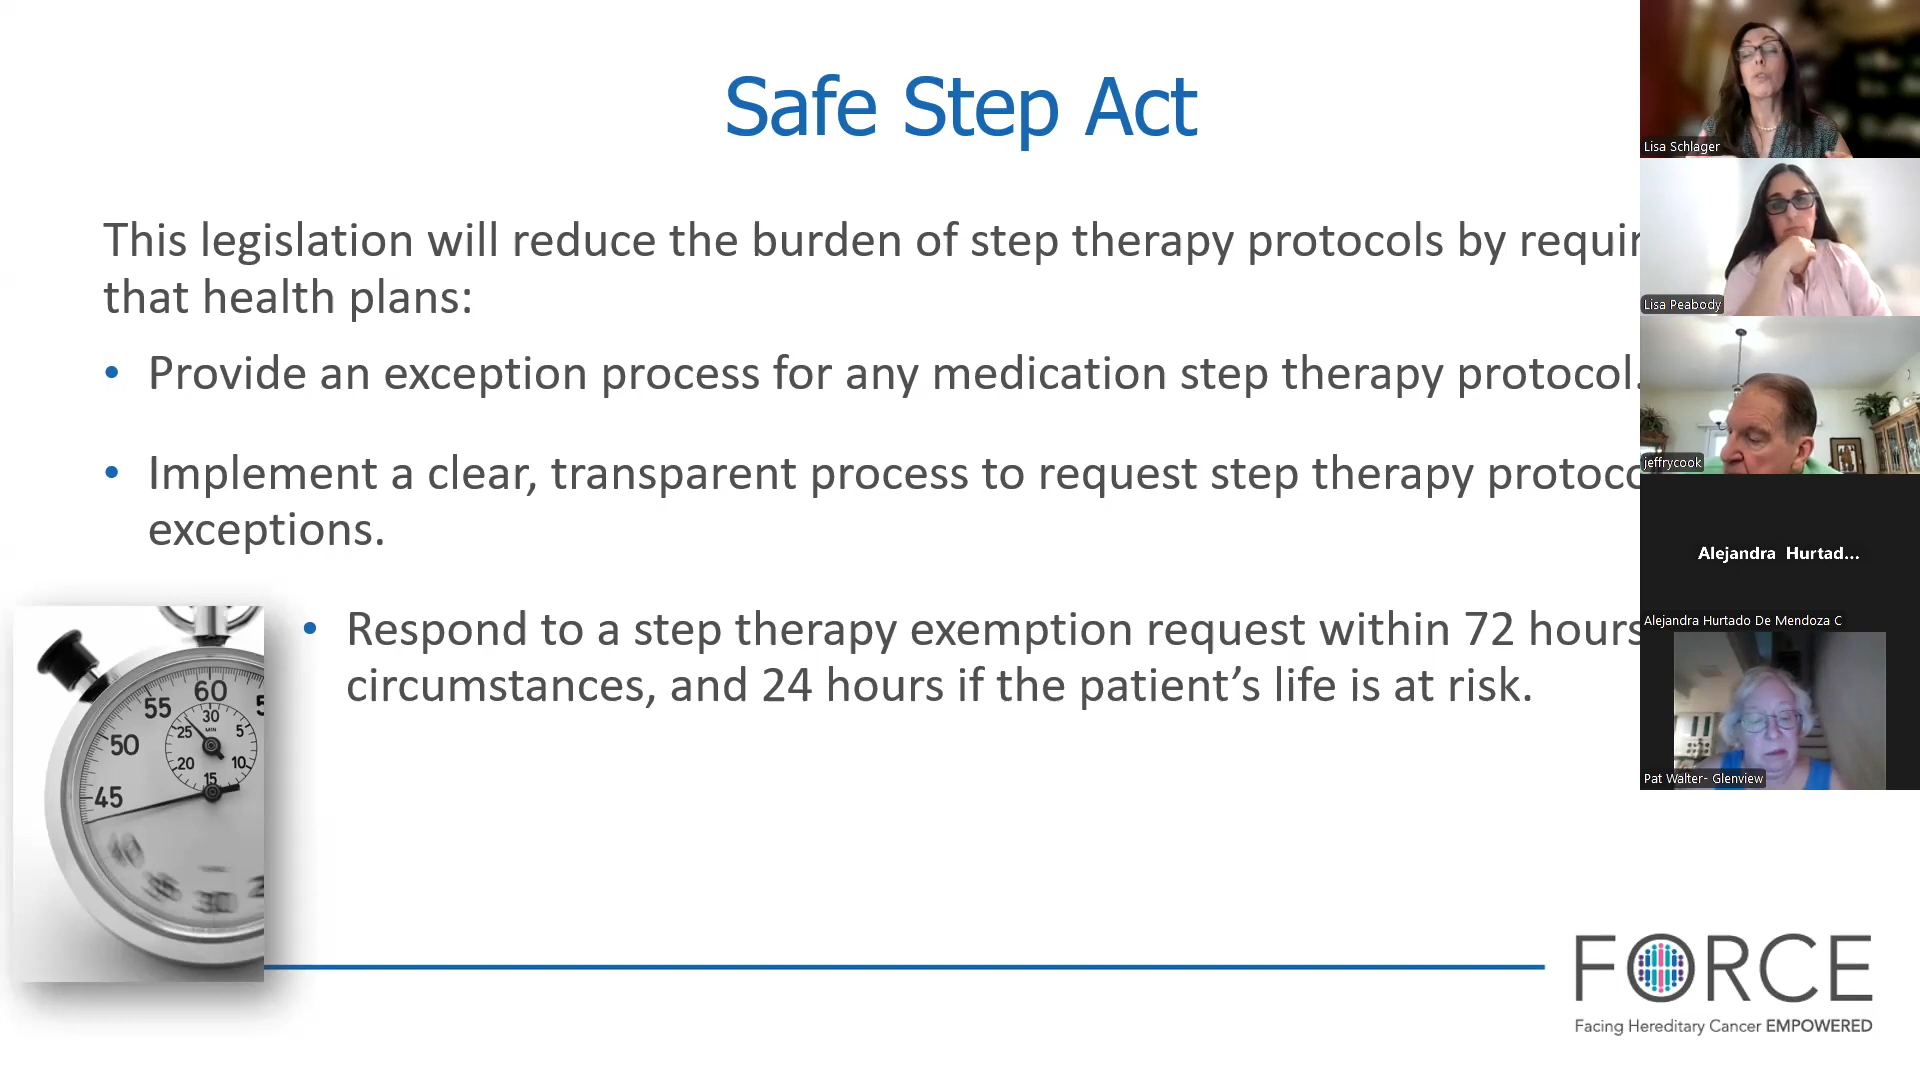 Safe Step Act
This legislation will reduce the burden of step therapy protocols by requir
that health plans:
• Provide an exception process for any medication step therapy protocol.
• Implement a clear, transparent process to request step therapy protoco
exceptions.
• Respond to a step therapy exemption request within 72 hours
circumstances, and 24 hours if the patient’s life is at risk.
60
55
5
50
45
30
25
5
MIN
20
10
15
30
FORCE
Facing Hereditary Cancer EMPOWERED
Lisa Schlager
Lisa Peabody
jeffrycook
Alejandra Hurtad...
Alejandra Hurtado De Mendoza C
Pat Walter- Glenview